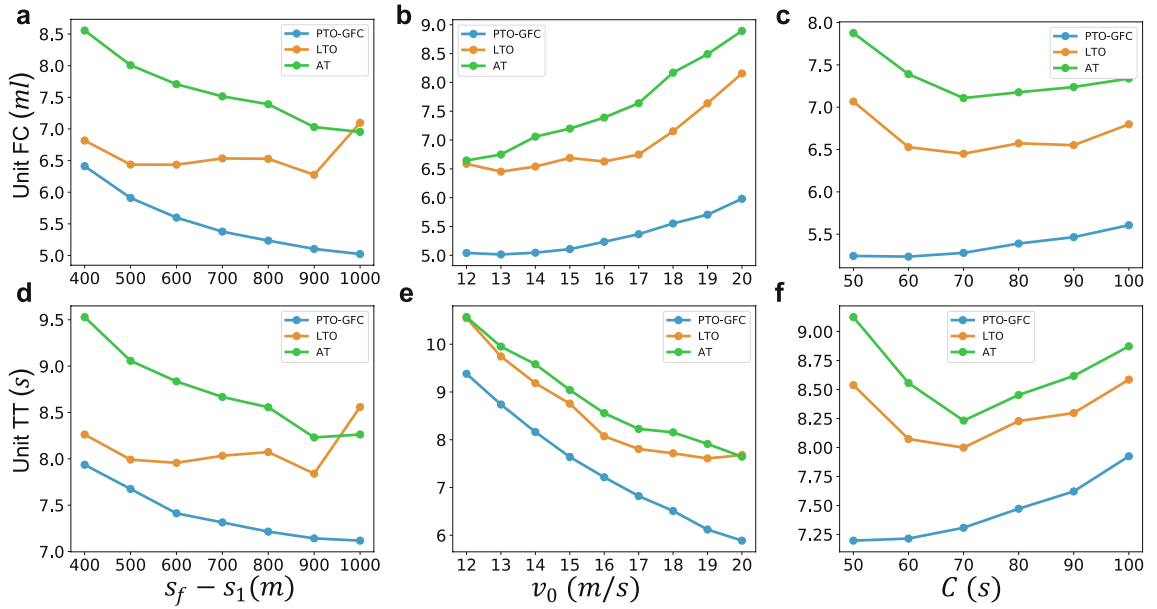 a
Unit FC (ml)
8.5
8.0
7.5
7.0
6.5
6.0
5.5
5.0
PTO-GFC
LTO
AT
400 500 600 700 800 900 1000
b
9.0
8.5
8.0
7.5
7.0
6.5
6.0
5.5
5.0
PTO-GFC
LTO
AT
12 13 14 15 16 17 18 19 20
c
8.0
7.5
7.0
6.5
6.0
5.5
PTO-GFC
LTO
AT
50 60 70 80 90 100
d
Unit TT (s)
9.5
9.0
8.5
8.0
7.5
7.0
PTO-GFC
LTO
AT
400 500 600 700 800 900 1000
s_f − s_1(m)
e
10
9
8
7
6
PTO-GFC
LTO
AT
12 13 14 15 16 17 18 19 20
v_0 (m/s)
f
9.00
8.75
8.50
8.25
8.00
7.75
7.50
7.25
PTO-GFC
LTO
AT
50 60 70 80 90 100
C (s)